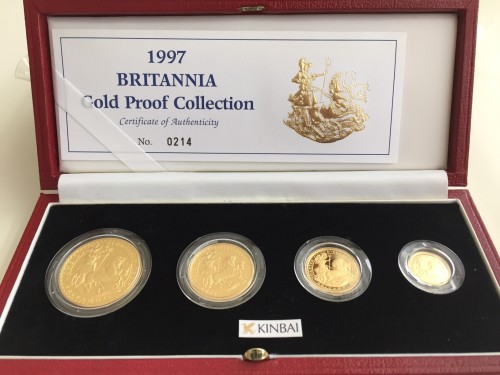 1997
BRITANNIA
Gold Proof Collection
Certificate of Authenticity
No. 0214
KINBAI